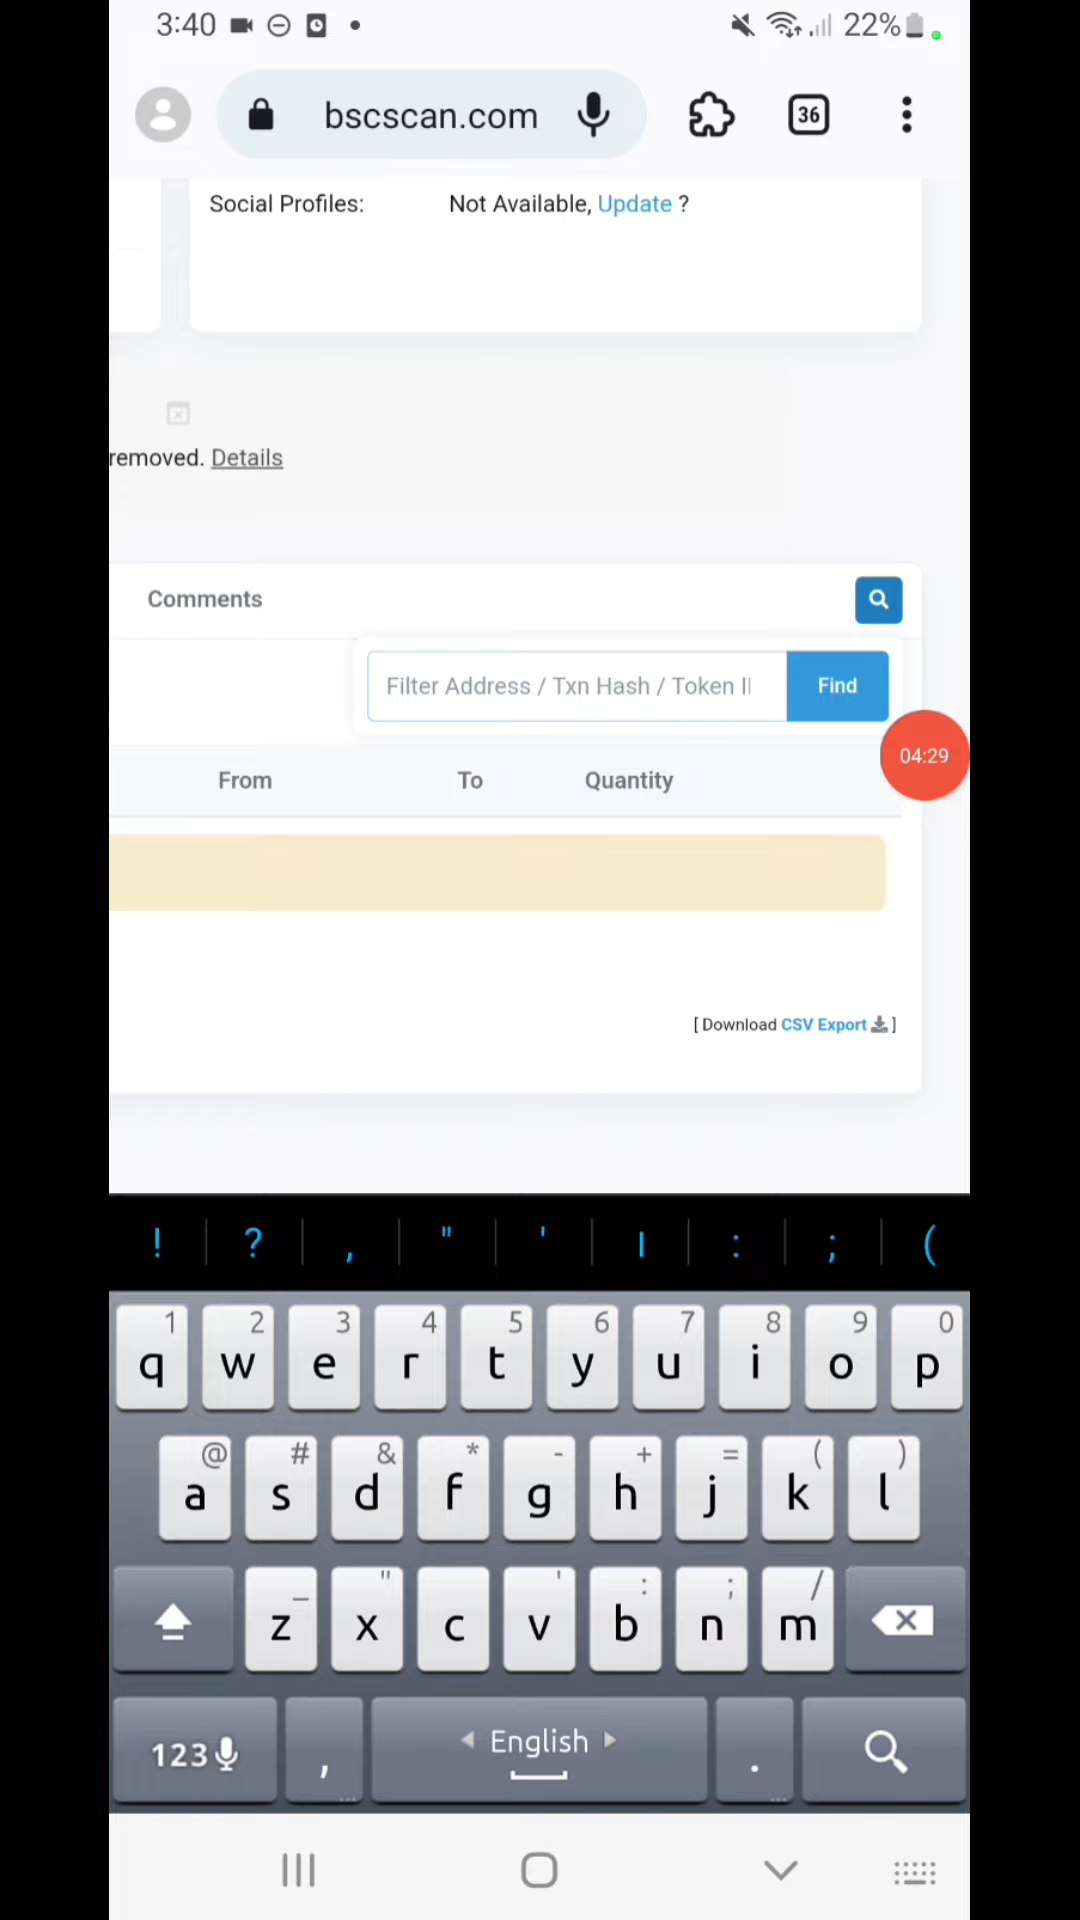 3:40 22%
bscscan.com 36
Social Profiles: Not Available, Update ?
removed. Details
Comments
Filter Address / Txn Hash / Token I Find
04:29
From To Quantity
[ Download CSV Export ]
! ? , " ' | : ; (
1 2 3 4 5 6 7 8 9 0
q w e r t y u i o p
@ # & * - + = ( )
a s d f g h j k l
_ " ' : ; /
z x c v b n m
123 , English .